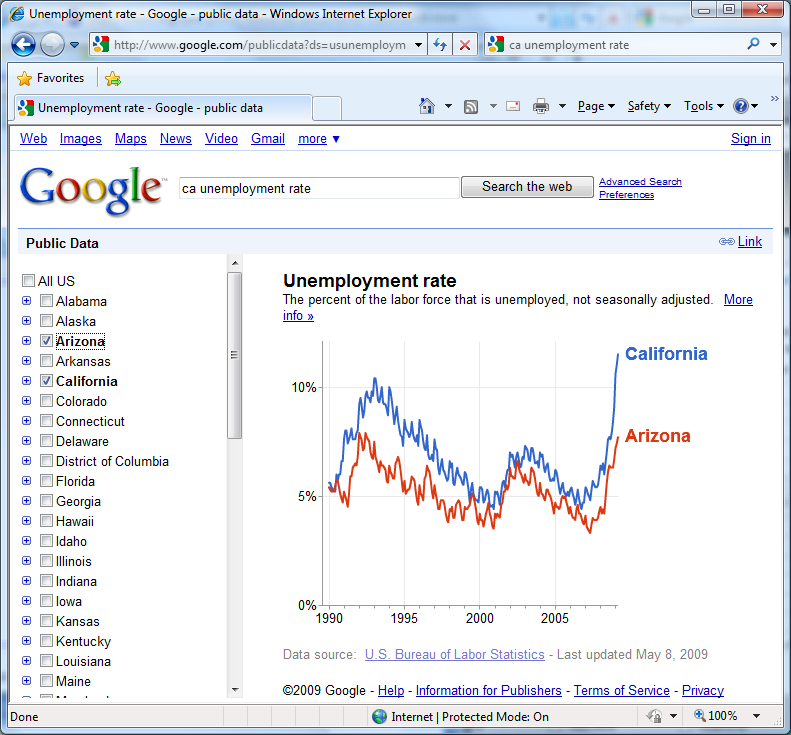 Unemployment rate - Google - public data - Windows Internet Explorer
http://www.google.com/publicdata?ds=usunemploym
ca unemployment rate
Favorites
Unemployment rate - Google - public data
Page Safety Tools
Web Images Maps News Video Gmail more ▼ Sign in
Google™ ca unemployment rate Search the web Advanced Search
Preferences
Public Data Link
All US
Alabama
Alaska
Arizona
Arkansas
California
Colorado
Connecticut
Delaware
District of Columbia
Florida
Georgia
Hawaii
Idaho
Illinois
Indiana
Iowa
Kansas
Kentucky
Louisiana
Maine
Unemployment rate
The percent of the labor force that is unemployed, not seasonally adjusted. More
info »
California
10%
Arizona
5%
0%
1990 1995 2000 2005
Data source: U.S. Bureau of Labor Statistics - Last updated May 8, 2009
©2009 Google - Help - Information for Publishers - Terms of Service - Privacy
Done Internet | Protected Mode: On 100%